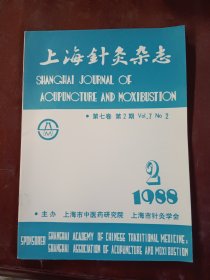 上海針灸杂志
SHANGHAI JOURNAL OF
ACUPUNCTURE AND MOXIBUSTION
• 第七卷 第2期 Vol,7 No 2
2
1988
• 主办 上海市中医药研究院 上海市针灸学会
SPONSORED SHANGHAI ACADEMY OF CHINESE TRADITIONAL MEDICINE,
SHANGHAI ASSOCIATION OF ACUPUNCTURE AND MOXIBUSTION